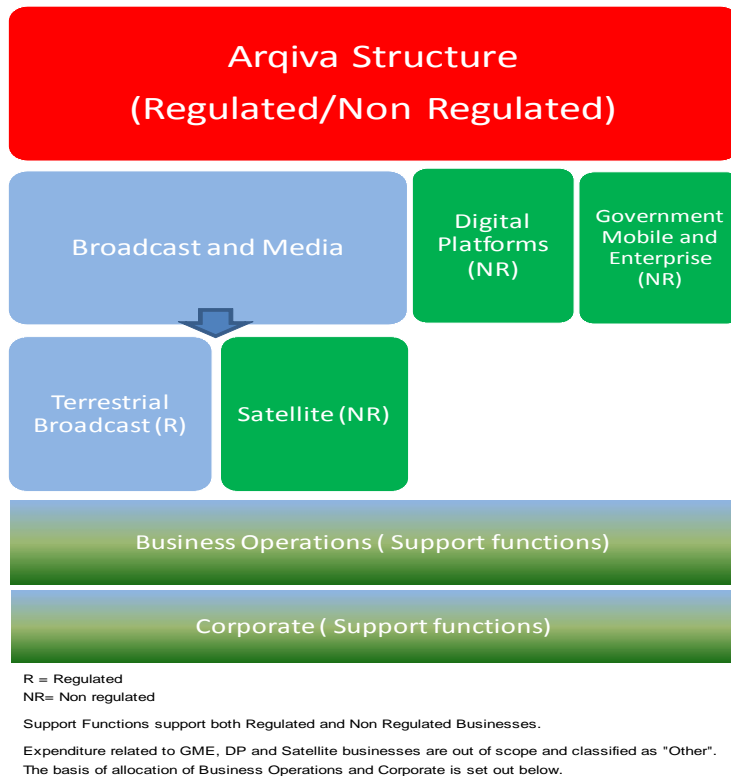 Arqiva Structure
(Regulated/Non Regulated)
Broadcast and Media
Digital
Platforms
(NR)
Government
Mobile and
Enterprise
(NR)
Terrestrial
Broadcast (R)
Satellite (NR)
Business Operations ( Support functions)
Corporate ( Support functions)
R = Regulated
NR= Non regulated
Support Functions support both Regulated and Non Regulated Businesses.
Expenditure related to GME, DP and Satellite businesses are out of scope and classified as "Other".
The basis of allocation of Business Operations and Corporate is set out below.